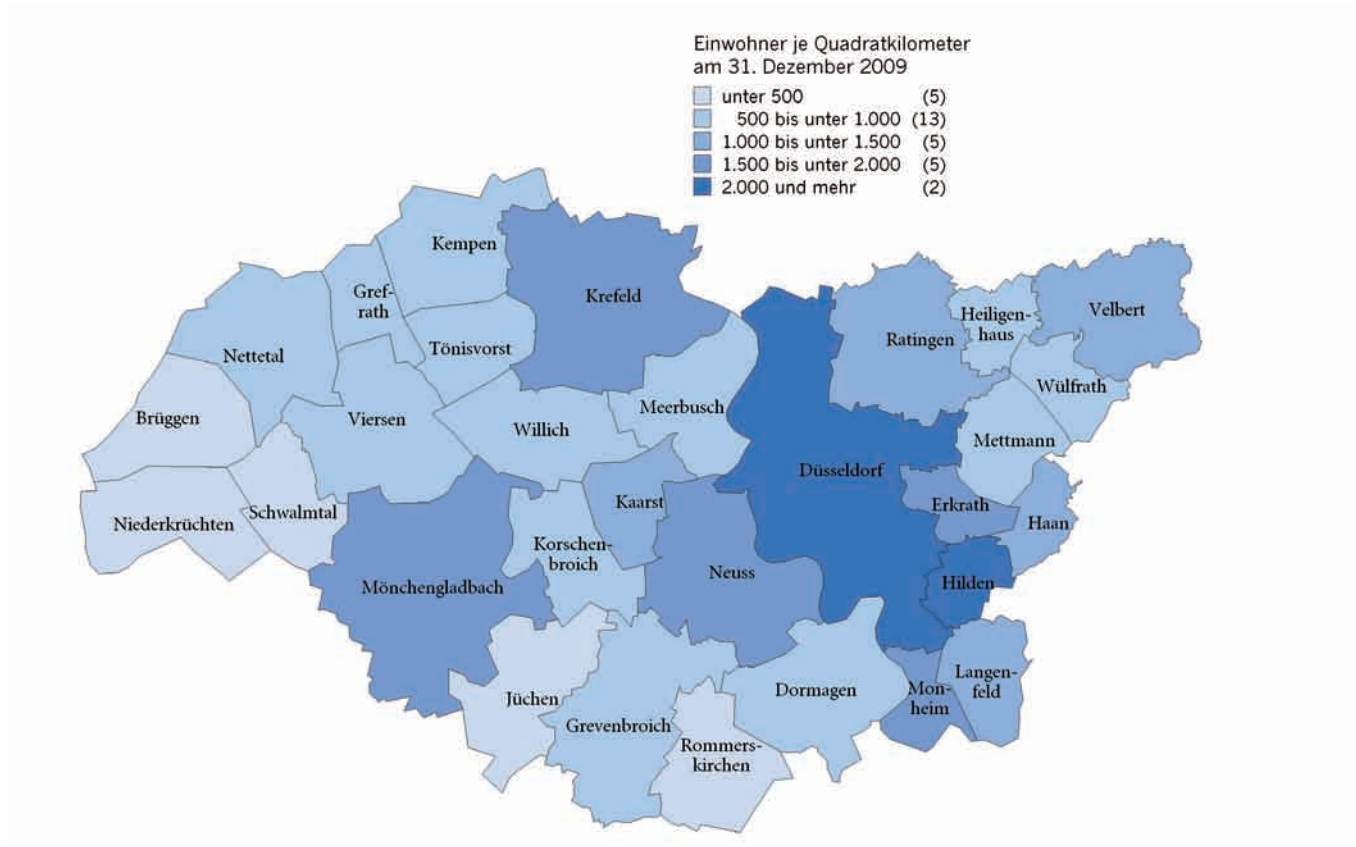 Einwohner je Quadratkilometer
am 31. Dezember 2009
unter 500 (5)
500 bis unter 1.000 (13)
1.000 bis unter 1.500 (5)
1.500 bis unter 2.000 (5)
2.000 und mehr (2)
Kempen
Gref-
rath
Krefeld
Nettetal
Tönisvorst
Ratingen
Heiligen-
haus
Velbert
Wülfrath
Brüggen
Viersen
Willich
Meerbusch
Mettmann
Düsseldorf
Niederkrüchten
Schwalmtal
Kaarst
Erkrath
Haan
Korschen-
broich
Mönchengladbach
Neuss
Hilden
Jüchen
Grevenbroich
Dormagen
Mon-
heim
Langen-
feld
Rommers-
kirchen